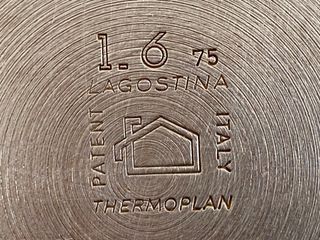 1.6 75
LAGOSTINA
PATENT
ITALY
THERMOPLAN